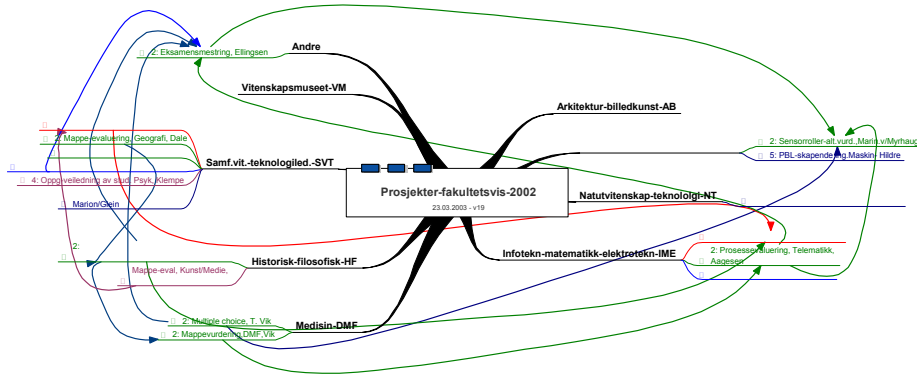 2: Eksamensmestring, Ellingsen
Andre
Vitenskapsmuseet-VM
Arkitektur-billedkunst-AB
2: Mappe-evaluering, Geografi, Dale
Samf.vit.-teknologiled.-SVT
4: Oppg-veiledning av stud, Psyk, Klempe
Marion/Glein
2: Sensorroller-alt.vurd.,Marin.v/Myrhaug
5: PBL-skapendering.Maskin- Hildre
Prosjekter-fakultetsvis-2002
23.03.2003 - v19
Natutvitenskap-teknololgi-NT
2:
Mappe-eval, Kunst/Medie,
Historisk-filosofisk-HF
Infotekn-matematikk-elektrotekn-IME
2: Prosessevaluering, Telematikk,
Aagesen
2: Multiple choice, T. Vik
2: Mappevurdering DMF,Vik
Medisin-DMF